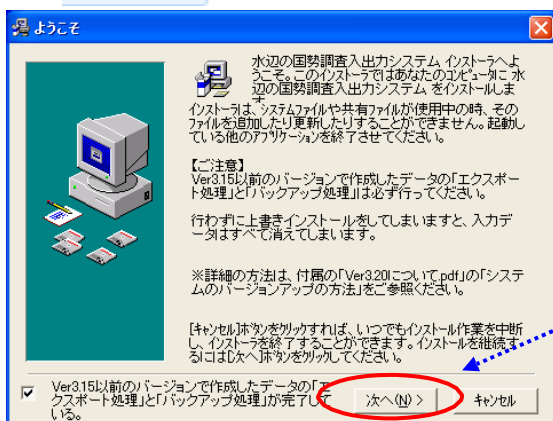 ようこそ
水辺の国勢調査入出力システム インストーラへよ
うこそ。このインストーラではあなたのコンピュータに 水
辺の国勢調査入出力システム をインストールしま
す
インストーラは、システムファイルや共有ファイルが使用中の時、その
ファイルを追加したり更新したりすることができません。起動し
ている他のアプリケーションを終了させてください。
【ご注意】
Ver3.15以前のバージョンで作成したデータの「エクスポー
ト処理」と「バックアップ処理」は必ず行ってください。
行わずに上書きインストールをしてしまいますと、入力デ
ータはすべて消えてしまいます。
※詳細の方法は、付属の「Ver3.20について.pdf」の「システ
ムのバージョンアップの方法」をご参照ください。
[キャンセル]ボタンをクリックすれば、いつでもインストール作業を中断
し、インストーラを終了することができます。インストールを継続す
るには[次へ]ボタンをクリックしてください。
Ver3.15以前のバージョンで作成したデータの「エ
クスポート処理」と「バックアップ処理」が完了して
いる。
次へ(N) >
キャンセル